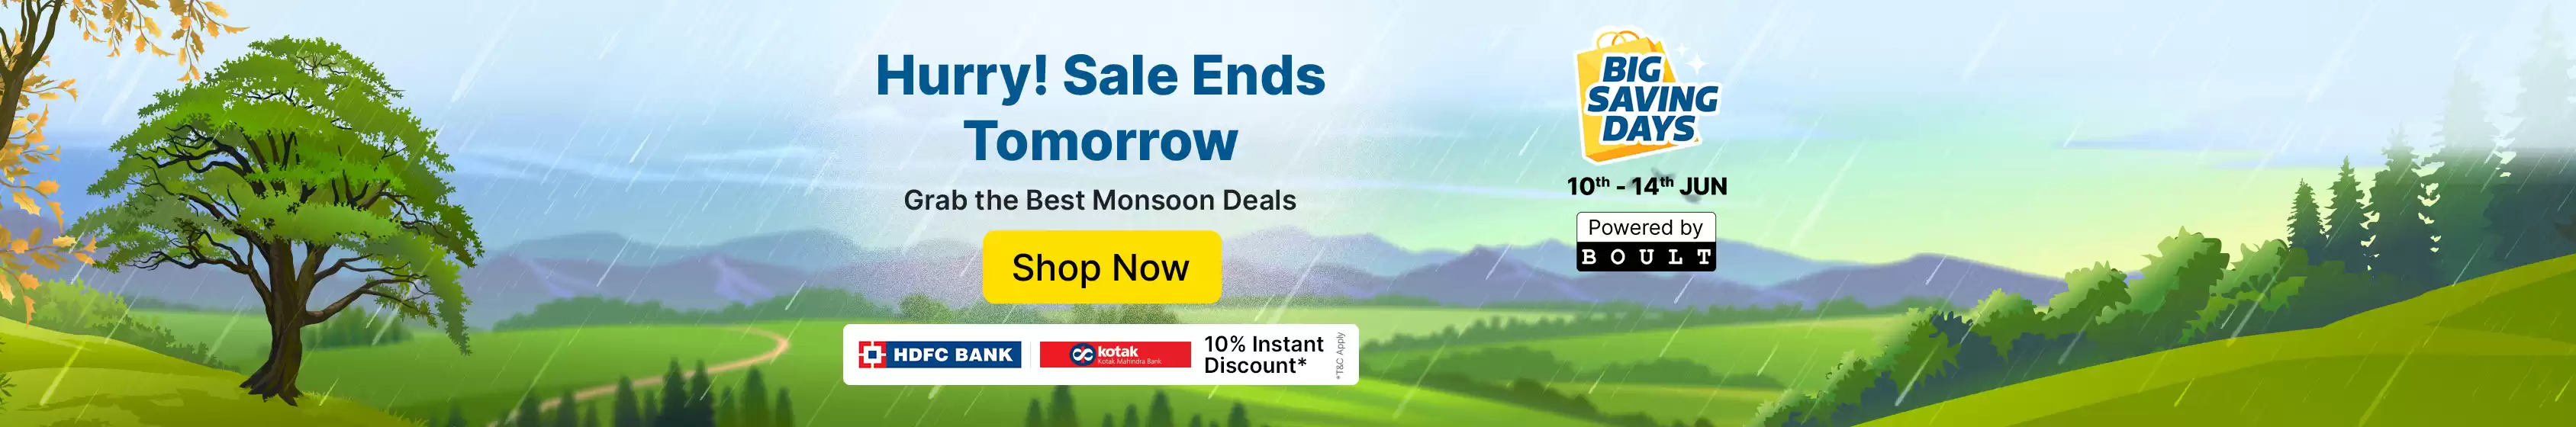 Hurry! Sale Ends
Tomorrow
Grab the Best Monsoon Deals
Shop Now
HDFC BANK
kotak
Kotak Mahindra Bank
10% Instant
Discount*
*T&C Apply
BIG
SAVING
DAYS
10th - 14th JUN
Powered by
BOULT